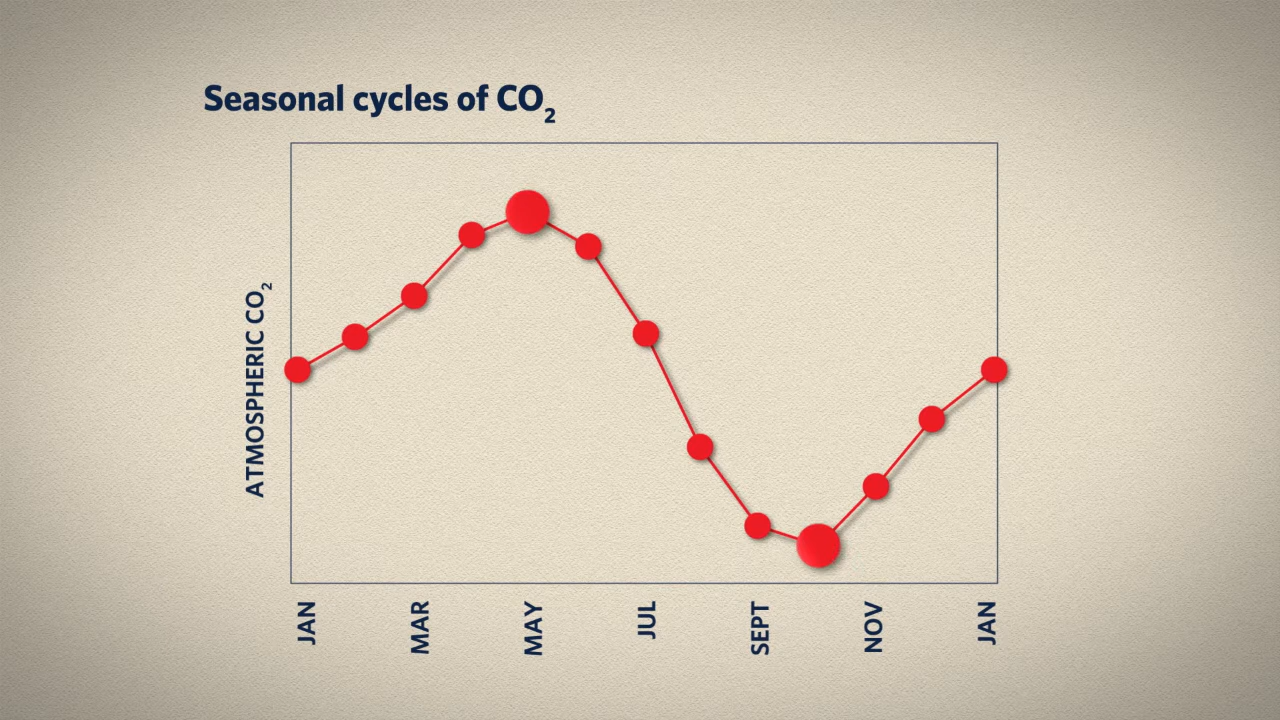 Seasonal cycles of CO₂
ATMOSPHERIC CO₂
JAN MAR MAY JUL SEPT NOV JAN